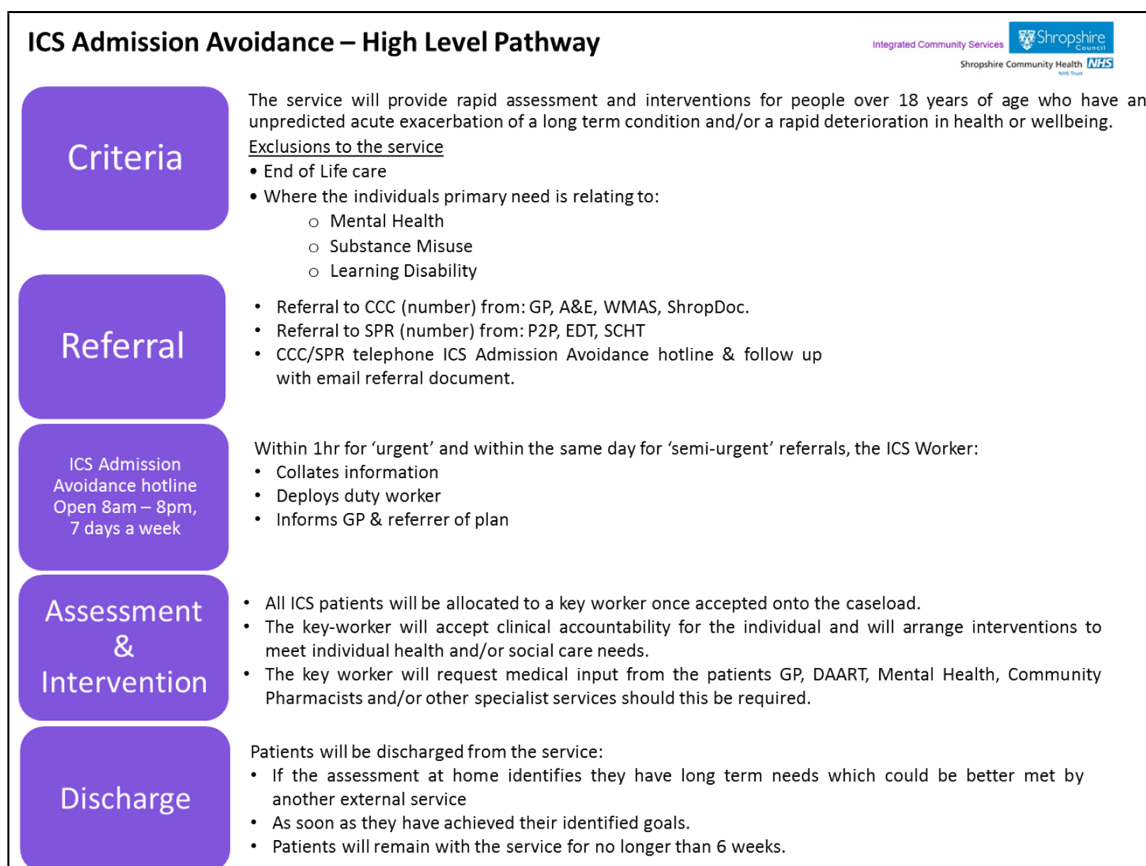 ICS Admission Avoidance – High Level Pathway
Integrated Community Services
Shropshire
Council
Shropshire Community Health NHS
NHS Trust
Criteria
The service will provide rapid assessment and interventions for people over 18 years of age who have an
unpredicted acute exacerbation of a long term condition and/or a rapid deterioration in health or wellbeing.
Exclusions to the service
• End of Life care
• Where the individuals primary need is relating to:
o Mental Health
o Substance Misuse
o Learning Disability
Referral
• Referral to CCC (number) from: GP, A&E, WMAS, ShropDoc.
• Referral to SPR (number) from: P2P, EDT, SCHT
• CCC/SPR telephone ICS Admission Avoidance hotline & follow up
with email referral document.
ICS Admission
Avoidance hotline
Open 8am – 8pm,
7 days a week
Within 1hr for ‘urgent’ and within the same day for ‘semi-urgent’ referrals, the ICS Worker:
• Collates information
• Deploys duty worker
• Informs GP & referrer of plan
Assessment
&
Intervention
• All ICS patients will be allocated to a key worker once accepted onto the caseload.
• The key-worker will accept clinical accountability for the individual and will arrange interventions to
meet individual health and/or social care needs.
• The key worker will request medical input from the patients GP, DAART, Mental Health, Community
Pharmacists and/or other specialist services should this be required.
Discharge
Patients will be discharged from the service:
• If the assessment at home identifies they have long term needs which could be better met by
another external service
• As soon as they have achieved their identified goals.
• Patients will remain with the service for no longer than 6 weeks.